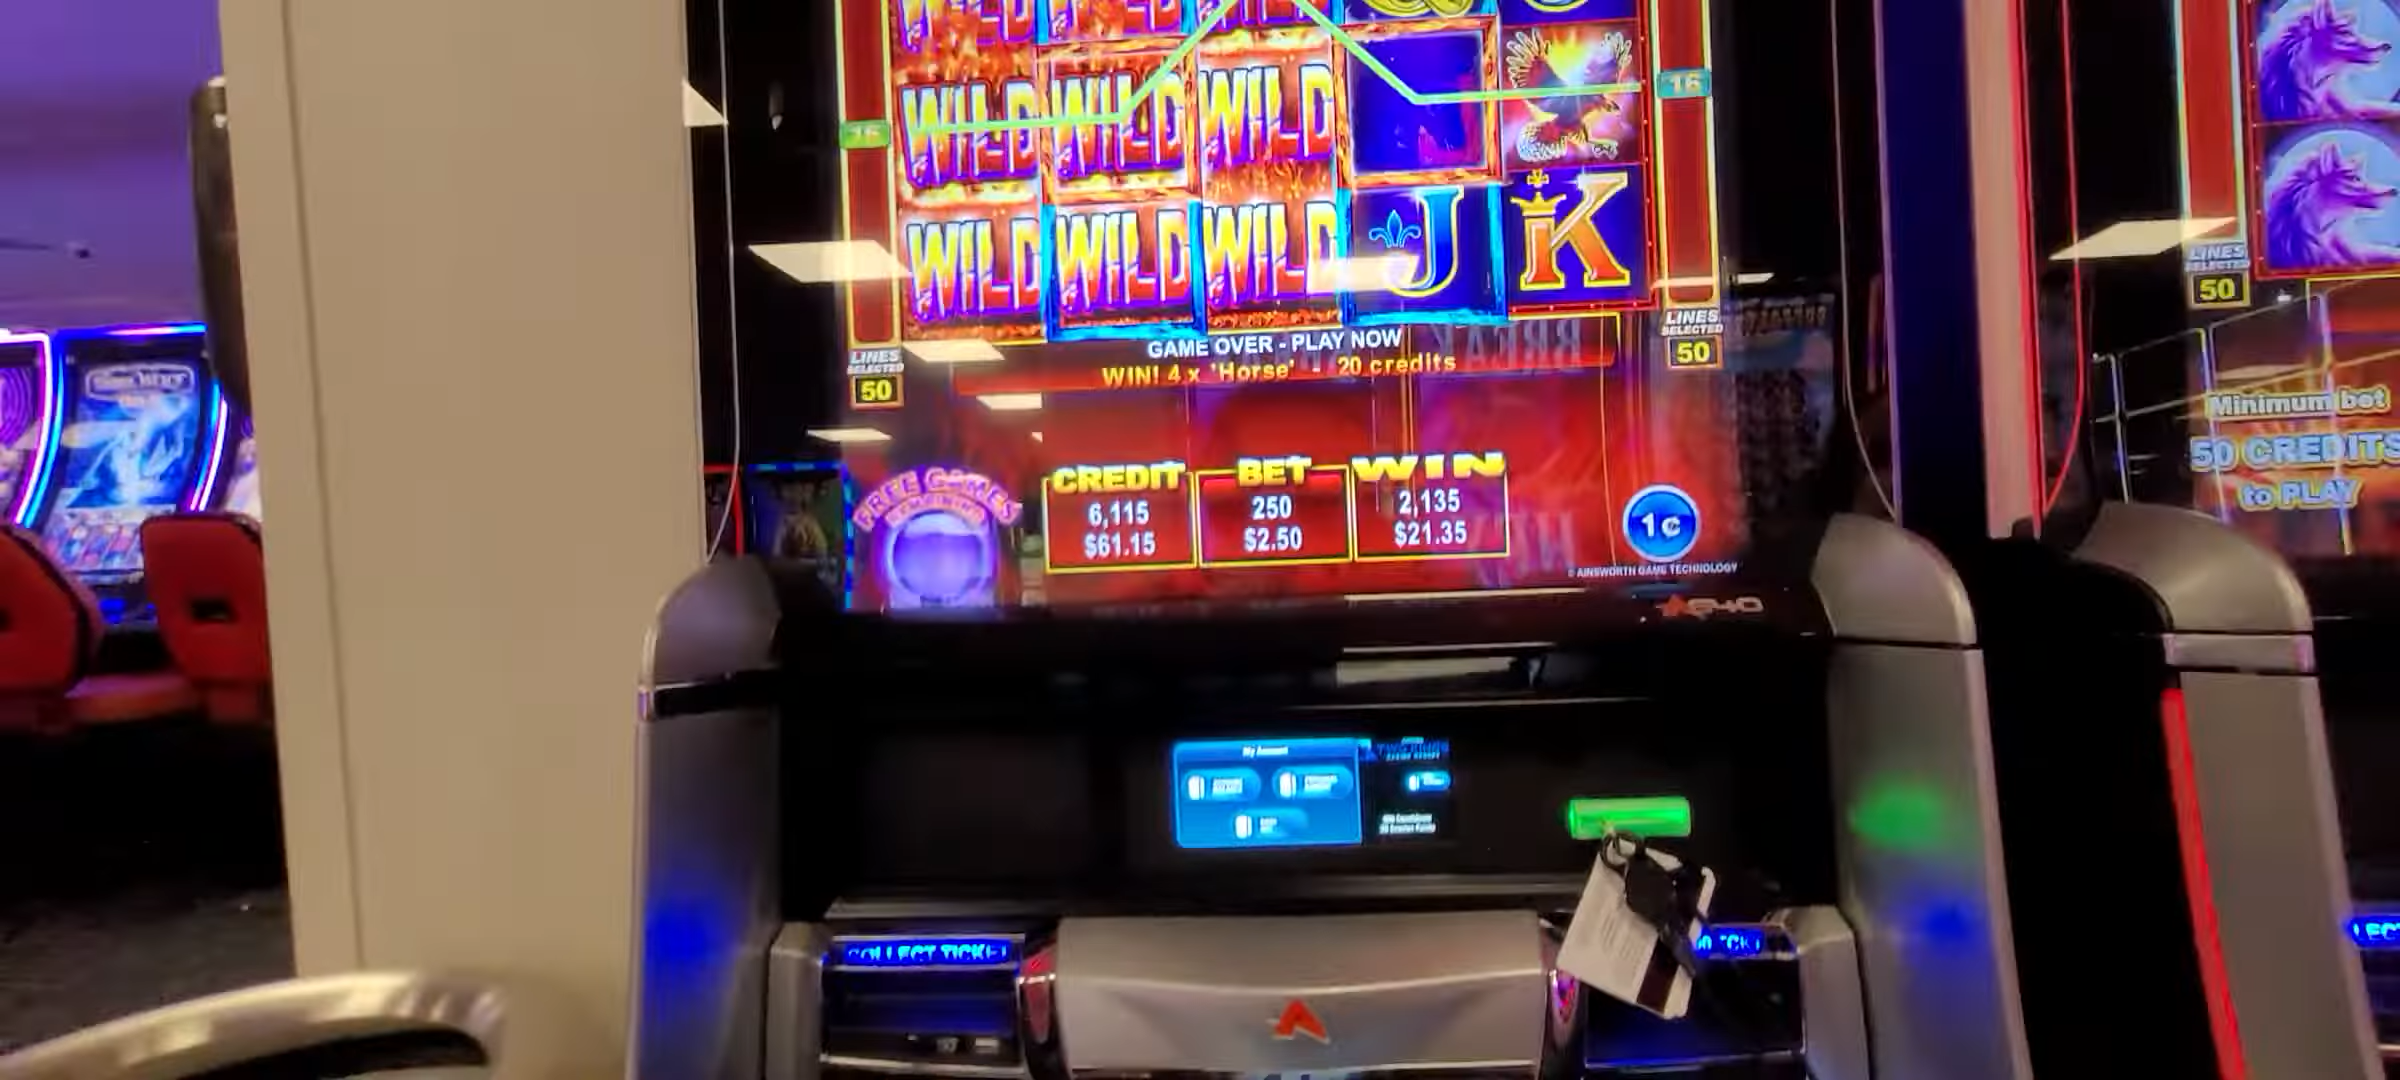 WILD WILD WILD
16
WILD WILD WILD
16
WILD WILD WILD J K
LINES SELECTED
50
LINES SELECTED
50
GAME OVER - PLAY NOW
WIN! 4 x 'Horse' - 20 credits
FREE GAMES
REMAINING
CREDIT
6,115
$61.15
BET
250
$2.50
WIN
2,135
$21.35
1¢
© AINSWORTH GAME TECHNOLOGY
A640
My Account
COLLECT TICKET
LINES SELECTED
50
Minimum bet
50 CREDITS
to PLAY